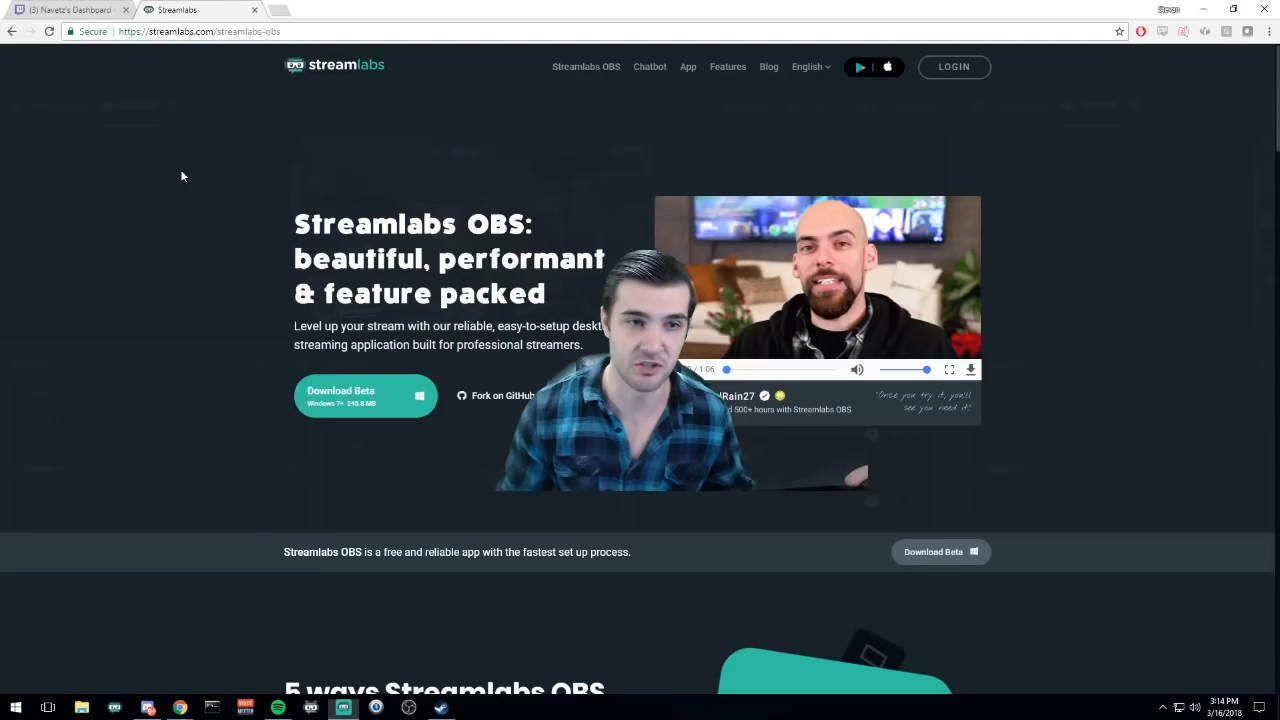 (3) Navetz's Dashboard -
Streamlabs
Stevan
Secure
https://streamlabs.com/streamlabs-obs
streamlabs
Streamlabs OBS
Chatbot
App
Features
Blog
English
LOGIN
Streamlabs OBS:
beautiful, performant
& feature packed
Level up your stream with our reliable, easy-to-setup deskt
streaming application built for professional streamers.
Download Beta
Windows 7+ 245.8 MB
Fork on GitHub
/ 1:06
lRain27
500+ hours with Streamlabs OBS
"Once you try it, you'll
see you need it."
Streamlabs OBS is a free and reliable app with the fastest set up process.
Download Beta
5 ways Streamlabs OBS
VOICE
MEETER
3:14 PM
3/16/2018